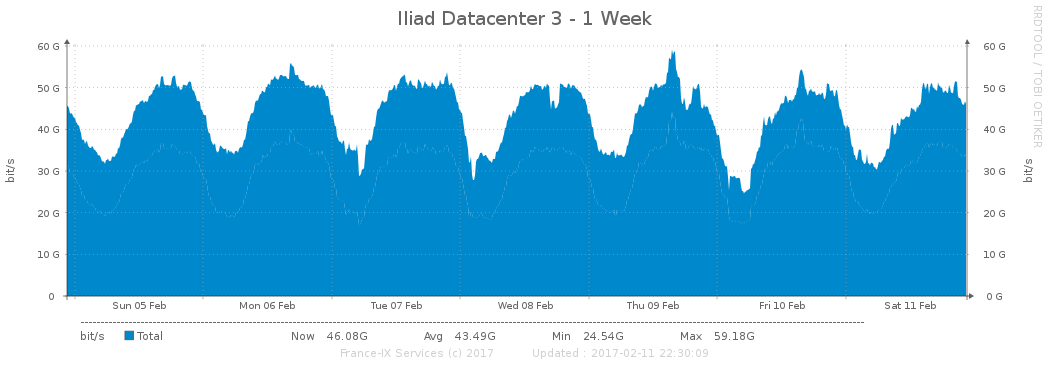 Iliad Datacenter 3 - 1 Week
RRDTOOL / TOBI OETIKER
60 G 60 G
50 G 50 G
40 G 40 G
30 G 30 G
20 G 20 G
10 G 10 G
0 0 G
bit/s bit/s
Sun 05 Feb Mon 06 Feb Tue 07 Feb Wed 08 Feb Thu 09 Feb Fri 10 Feb Sat 11 Feb
bit/s Total Now 46.08G Avg 43.49G Min 24.54G Max 59.18G
France-IX Services (c) 2017 Updated : 2017-02-11 22:30:09